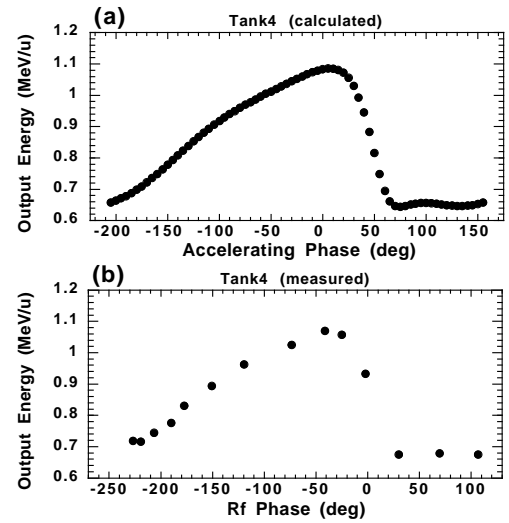 (a) Tank4 (calculated)
Output Energy (MeV/u)
1.2
1.1
1
0.9
0.8
0.7
0.6
-200 -150 -100 -50 0 50 100 150
Accelerating Phase (deg)
(b) Tank4 (measured)
Output Energy (MeV/u)
1.2
1.1
1
0.9
0.8
0.7
0.6
-250 -200 -150 -100 -50 0 50 100
Rf Phase (deg)